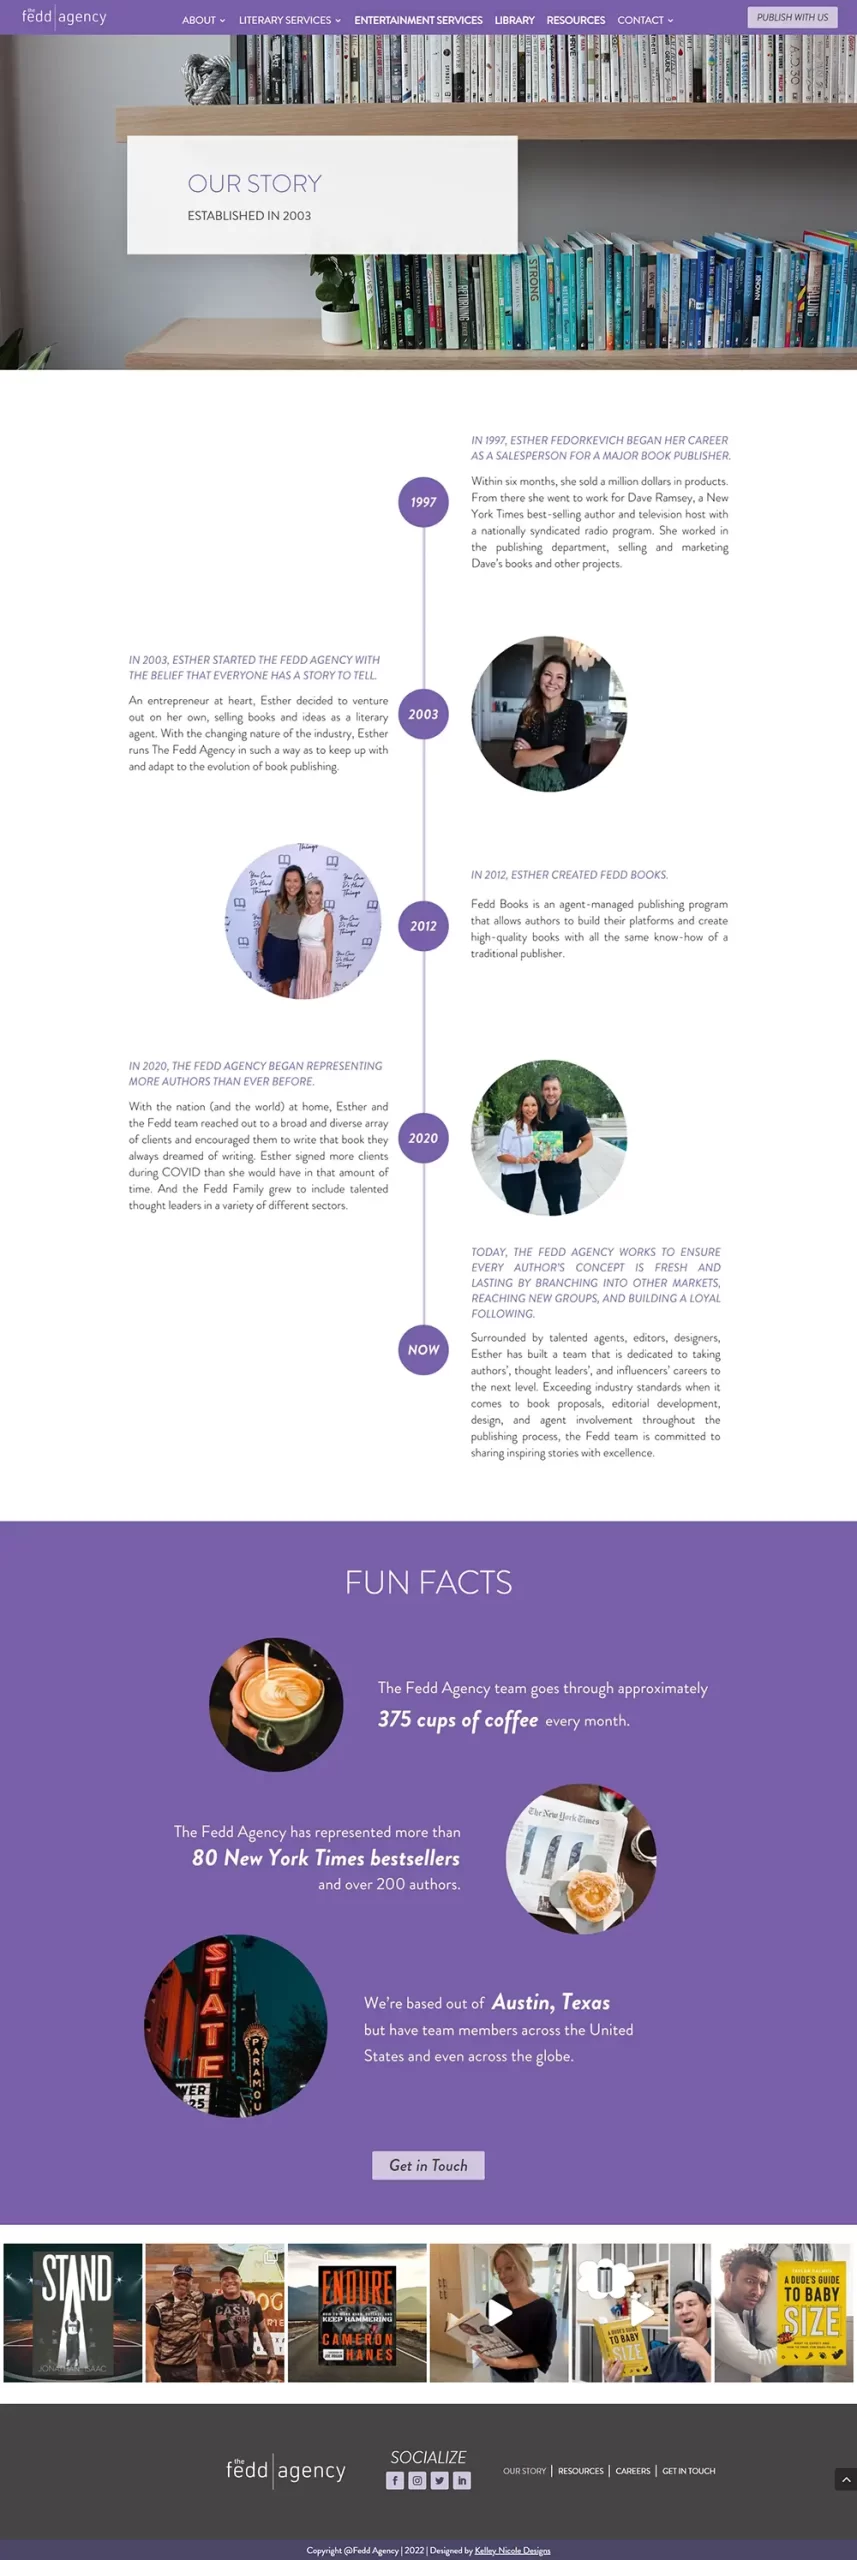 the
fedd agency
ABOUT
LITERARY SERVICES
ENTERTAINMENT SERVICES
LIBRARY
RESOURCES
CONTACT
PUBLISH WITH US
OUR STORY
ESTABLISHED IN 2003
STRONG
IN 1997, ESTHER FEDORKEVICH BEGAN HER CAREER
AS A SALESPERSON FOR A MAJOR BOOK PUBLISHER.
1997
Within six months, she sold a million dollars in products.
From there she went to work for Dave Ramsey, a New
York Times best-selling author and television host with
a nationally syndicated radio program. She worked in
the publishing department, selling and marketing
Dave's books and other projects.
IN 2003, ESTHER STARTED THE FEDD AGENCY WITH
THE BELIEF THAT EVERYONE HAS A STORY TO TELL.
An entrepreneur at heart, Esther decided to venture
out on her own, selling books and ideas as a literary
agent. With the changing nature of the industry, Esther
runs The Fedd Agency in such a way as to keep up with
and adapt to the evolution of book publishing.
2003
You Can
Do Hard
Things
2012
IN 2012, ESTHER CREATED FEDD BOOKS.
Fedd Books is an agent-managed publishing program
that allows authors to build their platforms and create
high-quality books with all the same know-how of a
traditional publisher.
IN 2020, THE FEDD AGENCY BEGAN REPRESENTING
MORE AUTHORS THAN EVER BEFORE.
With the nation (and the world) at home, Esther and
the Fedd team reached out to a broad and diverse array
of clients and encouraged them to write that book they
always dreamed of writing. Esther signed more clients
during COVID than she would have in that amount of
time. And the Fedd Family grew to include talented
thought leaders in a variety of different sectors.
2020
TODAY, THE FEDD AGENCY WORKS TO ENSURE
EVERY AUTHOR'S CONCEPT IS FRESH AND
LASTING BY BRANCHING INTO OTHER MARKETS,
REACHING NEW GROUPS, AND BUILDING A LOYAL
FOLLOWING.
NOW
Surrounded by talented agents, editors, designers,
Esther has built a team that is dedicated to taking
authors', thought leaders', and influencers' careers to
the next level. Exceeding industry standards when it
comes to book proposals, editorial development,
design, and agent involvement throughout the
publishing process, the Fedd team is committed to
sharing inspiring stories with excellence.
FUN FACTS
The Fedd Agency team goes through approximately
375 cups of coffee every month.
The Fedd Agency has represented more than
80 New York Times bestsellers
and over 200 authors.
The New York Times
STATE
PARAMOU
We're based out of Austin, Texas
but have team members across the United
States and even across the globe.
Get in Touch
STAND
JONATHAN ISAAC
CASH
ENDURE
KEEP HAMMERING
CAMERON
HANES
A DUDE'S GUIDE
TO BABY
SIZE
A DUDE'S GUIDE
TO BABY
SIZE
the
fedd agency
SOCIALIZE
OUR STORY
RESOURCES
CAREERS
GET IN TOUCH
Copyright @Fedd Agency | 2022 | Designed by Kelley Nicole Designs